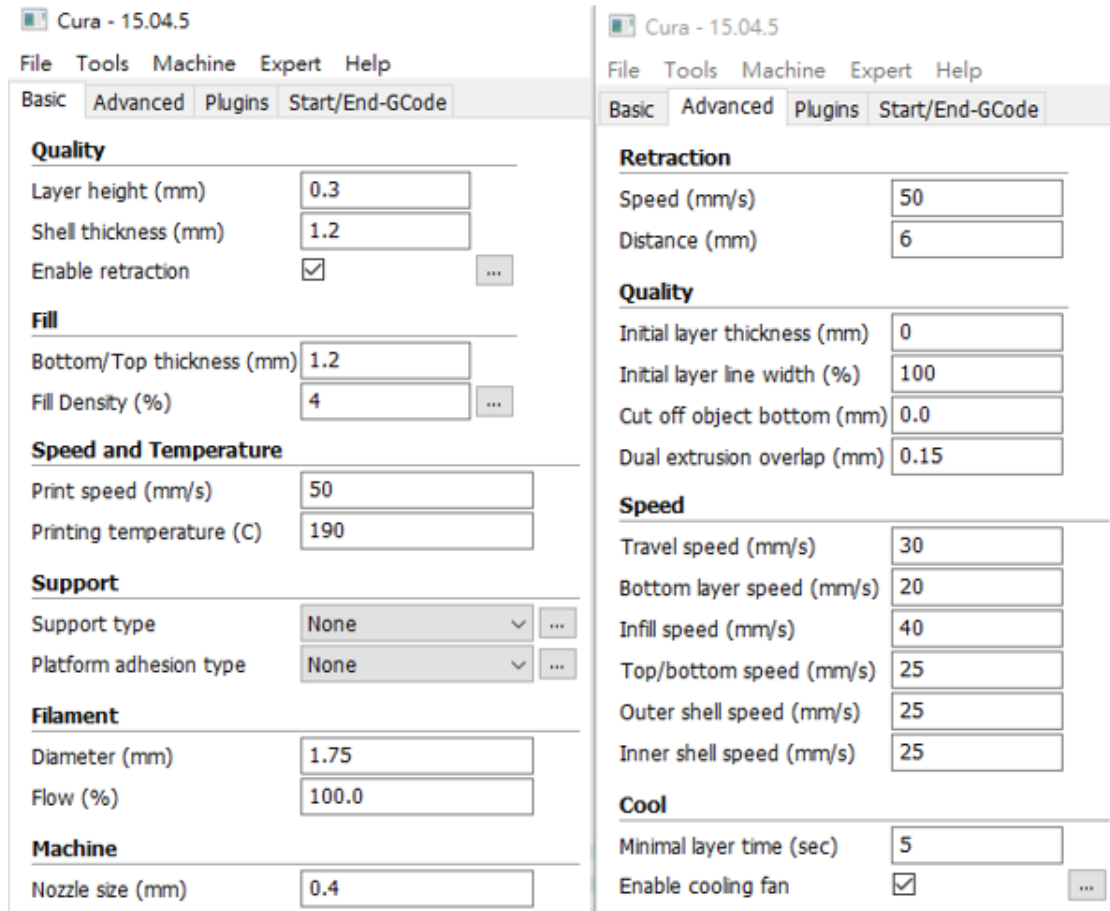 Cura - 15.04.5
File Tools Machine Expert Help
Basic Advanced Plugins Start/End-GCode
Quality
Layer height (mm) 0.3
Shell thickness (mm) 1.2
Enable retraction ...
Fill
Bottom/Top thickness (mm) 1.2
Fill Density (%) 4 ...
Speed and Temperature
Print speed (mm/s) 50
Printing temperature (C) 190
Support
Support type None ...
Platform adhesion type None ...
Filament
Diameter (mm) 1.75
Flow (%) 100.0
Machine
Nozzle size (mm) 0.4
Cura - 15.04.5
File Tools Machine Expert Help
Basic Advanced Plugins Start/End-GCode
Retraction
Speed (mm/s) 50
Distance (mm) 6
Quality
Initial layer thickness (mm) 0
Initial layer line width (%) 100
Cut off object bottom (mm) 0.0
Dual extrusion overlap (mm) 0.15
Speed
Travel speed (mm/s) 30
Bottom layer speed (mm/s) 20
Infill speed (mm/s) 40
Top/bottom speed (mm/s) 25
Outer shell speed (mm/s) 25
Inner shell speed (mm/s) 25
Cool
Minimal layer time (sec) 5
Enable cooling fan ...